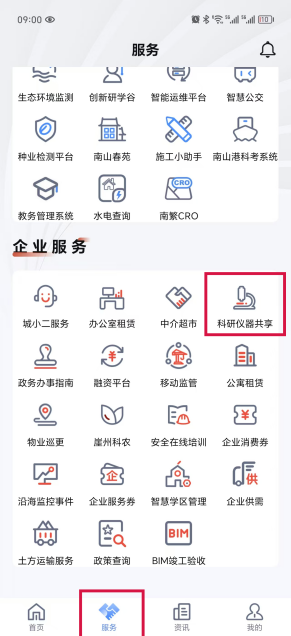 09:00
服务
生态环境监测 创新研学谷 智能运维平台 智慧公交
种业检测平台 南山春苑 施工小助手 南山港科考系统
CRO
教务管理系统 水电查询 南繁CRO
企业服务
城小二服务 办公室租赁 中介超市 科研仪器共享
政务办事指南 融资平台 移动监管 公寓租赁
物业巡更 崖州科农 安全在线培训 企业消费券
企 供
沿海监控事件 企业服务券 智慧学区管理 企业供需
BIM
土方运输服务 政策查询 BIM竣工验收
首页 服务 资讯 我的